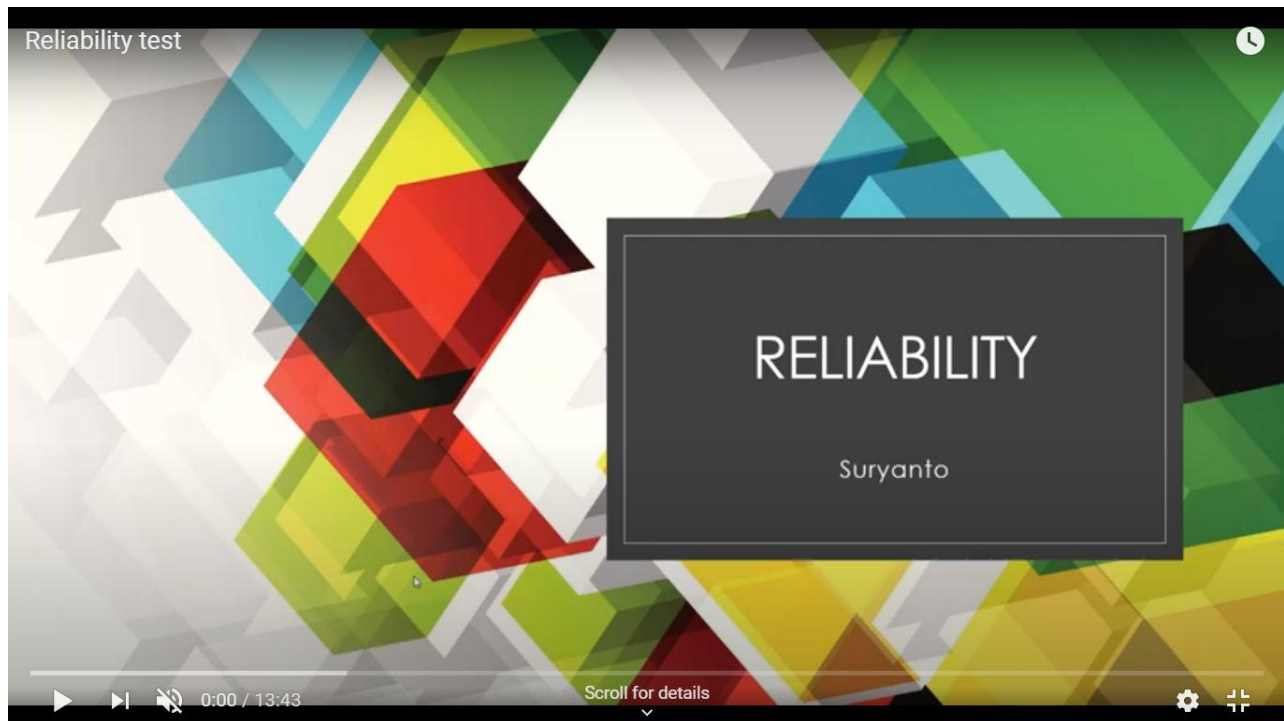 Reliability test
RELIABILITY
Suryanto
Scroll for details
0:00 / 13:43